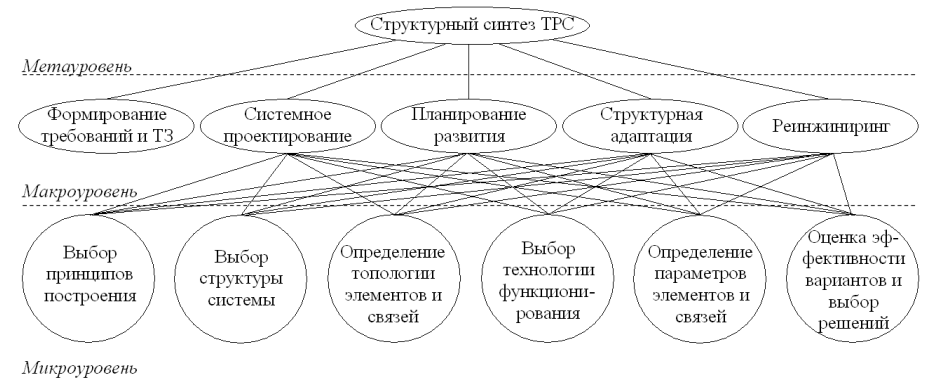 Структурный синтез ТРС
Метауровень
Формирование
требований и ТЗ
Системное
проектирование
Планирование
развития
Структурная
адаптация
Реинжиниринг
Макроуровень
Выбор
принципов
построения
Выбор
структуры
системы
Определение
топологии
элементов и
связей
Выбор
технологии
функциони-
рования
Определение
параметров
элементов и
связей
Оценка эф-
фективности
вариантов и
выбор
решений
Микроуровень